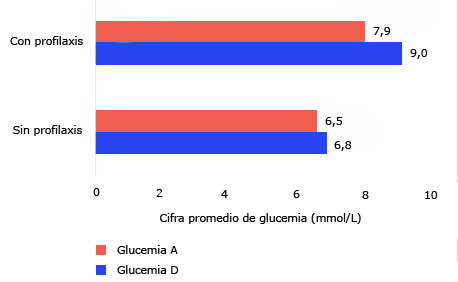 Con profilaxis
7,9
9,0
Sin profilaxis
6,5
6,8
0 2 4 6 8 10
Cifra promedio de glucemia (mmol/L)
Glucemia A
Glucemia D